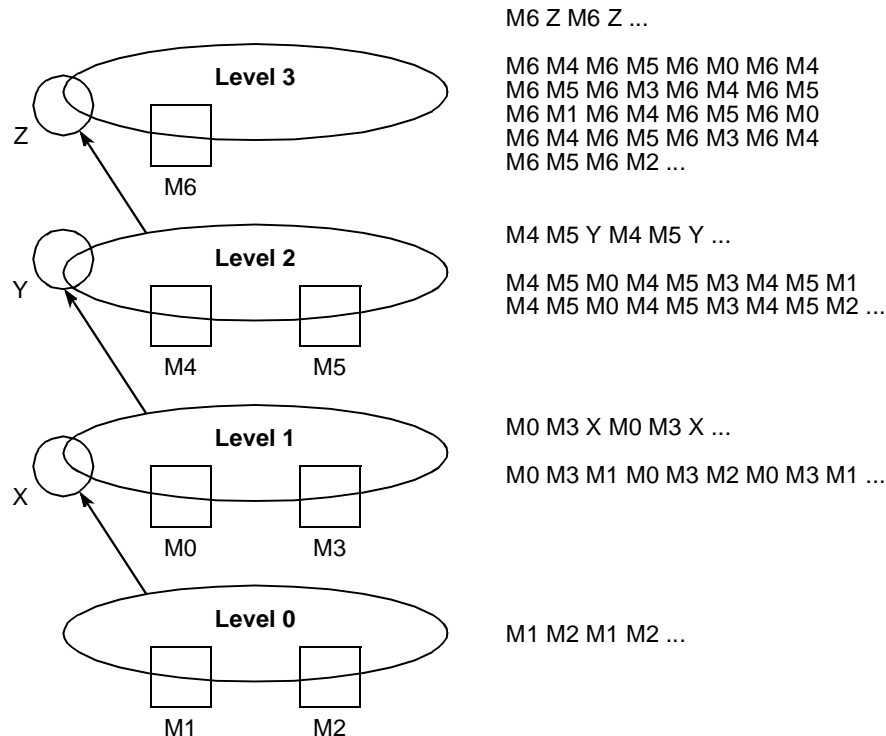 M6 Z M6 Z ...
Level 3
M6 M4 M6 M5 M6 M0 M6 M4
M6 M5 M6 M3 M6 M4 M6 M5
M6 M1 M6 M4 M6 M5 M6 M0
M6 M4 M6 M5 M6 M3 M6 M4
M6 M5 M6 M2 ...
Z
M6
M4 M5 Y M4 M5 Y ...
Level 2
M4 M5 M0 M4 M5 M3 M4 M5 M1
M4 M5 M0 M4 M5 M3 M4 M5 M2 ...
Y
M4
M5
M0 M3 X M0 M3 X ...
Level 1
M0 M3 M1 M0 M3 M2 M0 M3 M1 ...
X
M0
M3
Level 0
M1 M2 M1 M2 ...
M1
M2